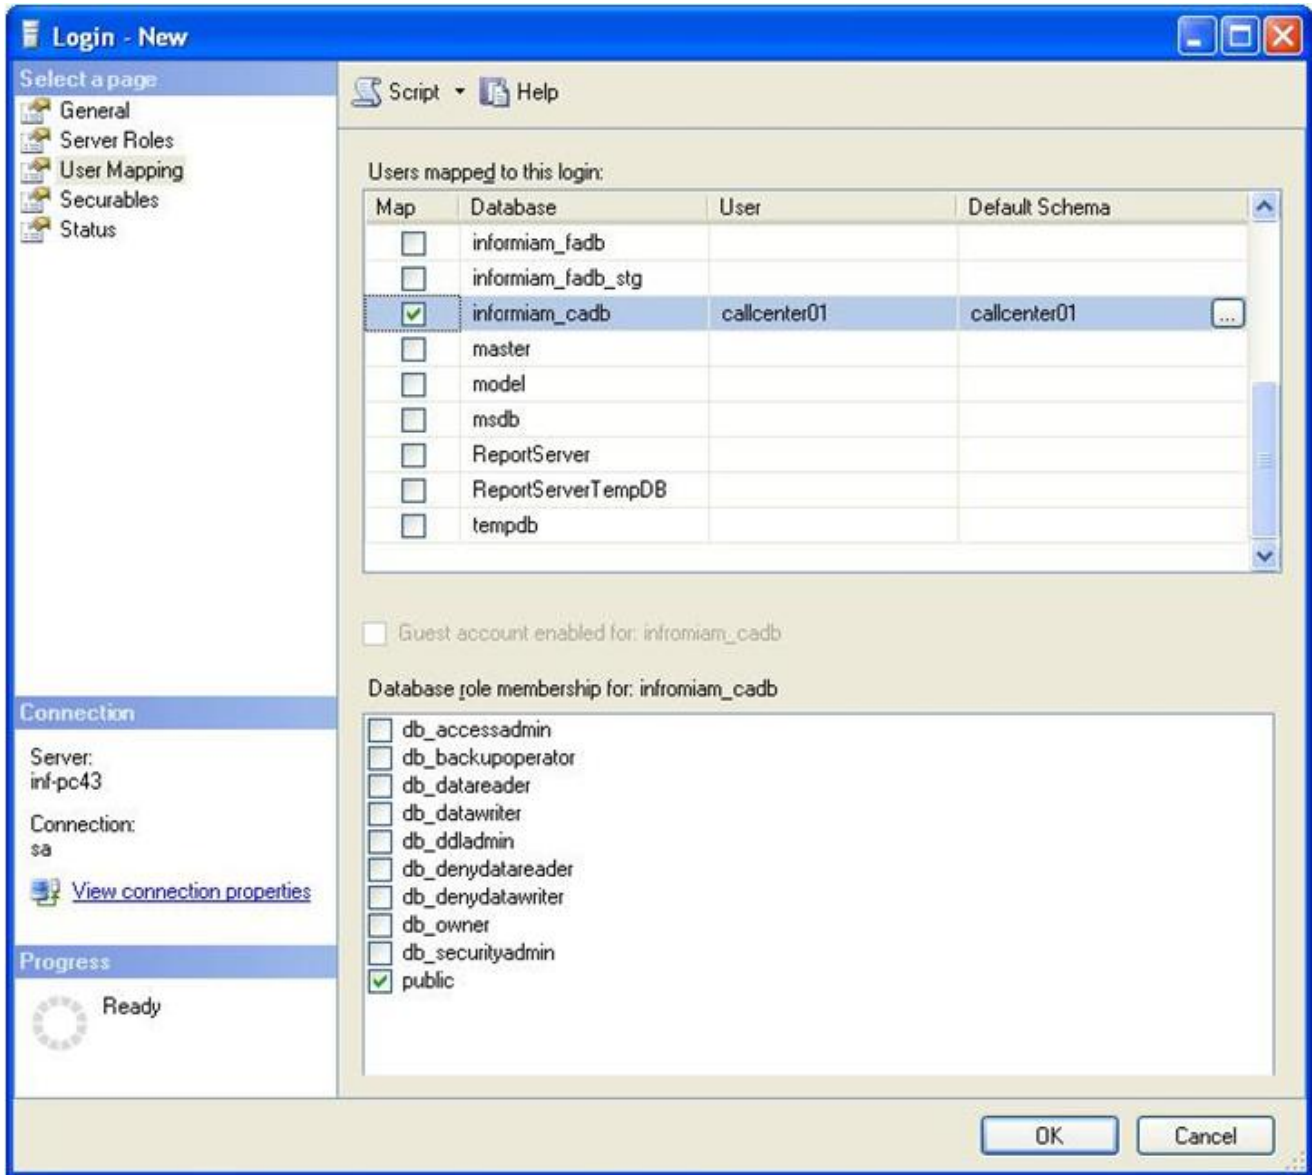 Login - New
Select a page
General
Server Roles
User Mapping
Securables
Status
Script Help
Users mapped to this login:
Map Database User Default Schema
informiam_fadb
informiam_fadb_stg
informiam_cadb callcenter01 callcenter01 ...
master
model
msdb
ReportServer
ReportServerTempDB
tempdb
Guest account enabled for: infromiam_cadb
Database role membership for: infromiam_cadb
db_accessadmin
db_backupoperator
db_datareader
db_datawriter
db_ddladmin
db_denydatareader
db_denydatawriter
db_owner
db_securityadmin
public
Connection
Server:
inf-pc43
Connection:
sa
View connection properties
Progress
Ready
OK Cancel